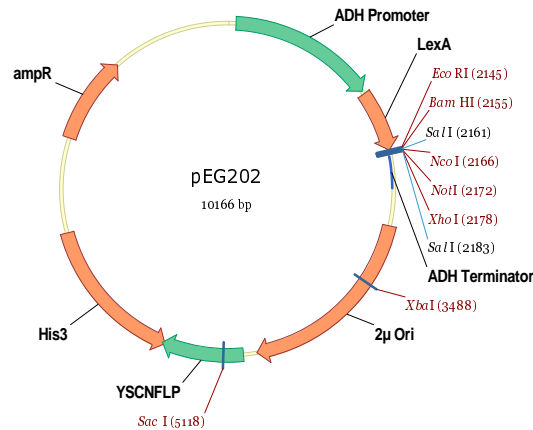 ADH Promoter
LexA
Eco RI (2145)
Bam HI (2155)
Sal I (2161)
Nco I (2166)
Not I (2172)
Xho I (2178)
Sal I (2183)
ADH Terminator
Xba I (3488)
2µ Ori
YSCNFLP
Sac I (5118)
His3
ampR
pEG202
10166 bp